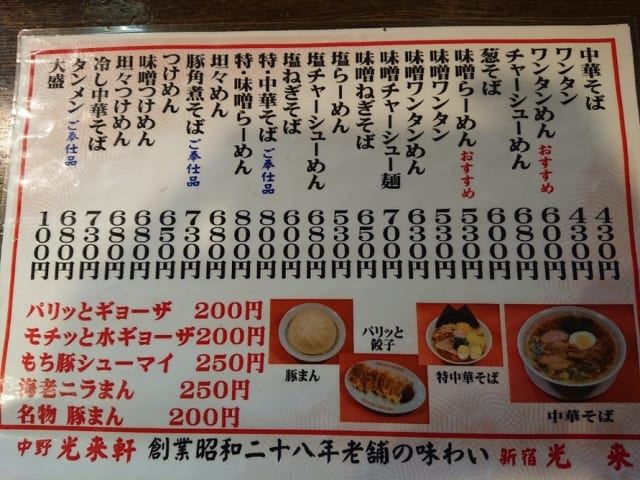 中華そば 430円
ワンタン 430円
ワンタンめん おすすめ 600円
チャーシューめん 680円
葱そば 600円
味噌らーめん おすすめ 530円
味噌ワンタン 530円
味噌ワンタンめん 630円
味噌チャーシュー麺 700円
味噌ねぎそば 650円
塩らーめん 530円
塩チャーシューめん 680円
塩ねぎそば 600円
特・中華そば ご奉仕品 800円
特・味噌らーめん 800円
坦々めん 680円
豚角煮そば ご奉仕品 730円
つけめん 650円
味噌つけめん 680円
坦々つけめん 680円
冷し中華そば 730円
タンメン ご奉仕品 680円
大盛 100円
パリッとギョーザ 200円
モチッと水ギョーザ 200円
もち豚シューマイ 250円
海老ニラまん 250円
名物 豚まん 200円
豚まん
パリッと
餃子
特中華そば
中華そば
中野 光来軒 創業昭和二十八年老舗の味わい 新宿 光 来